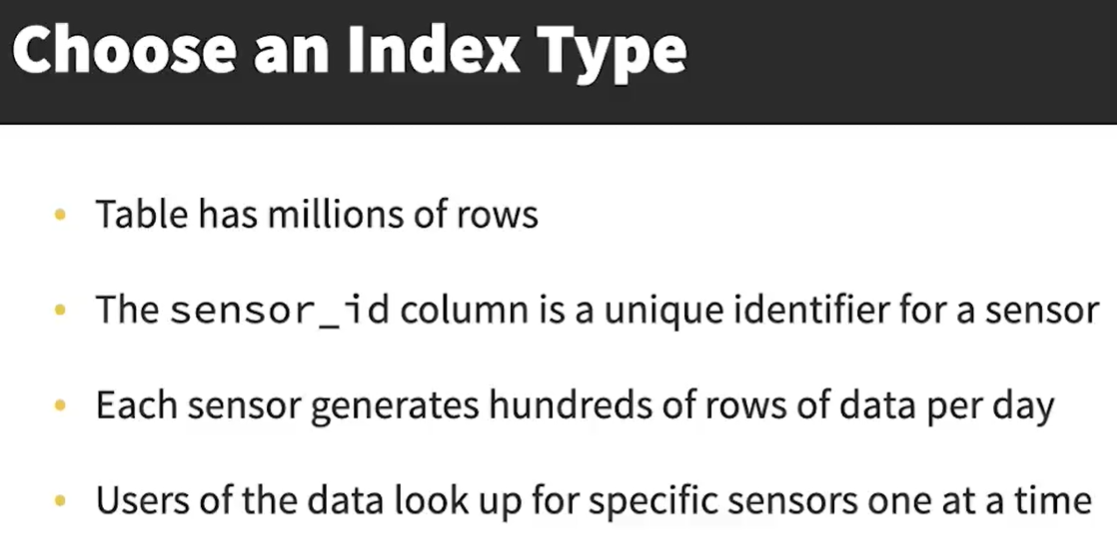 Choose an Index Type
• Table has millions of rows
• The sensor_id column is a unique identifier for a sensor
• Each sensor generates hundreds of rows of data per day
• Users of the data look up for specific sensors one at a time